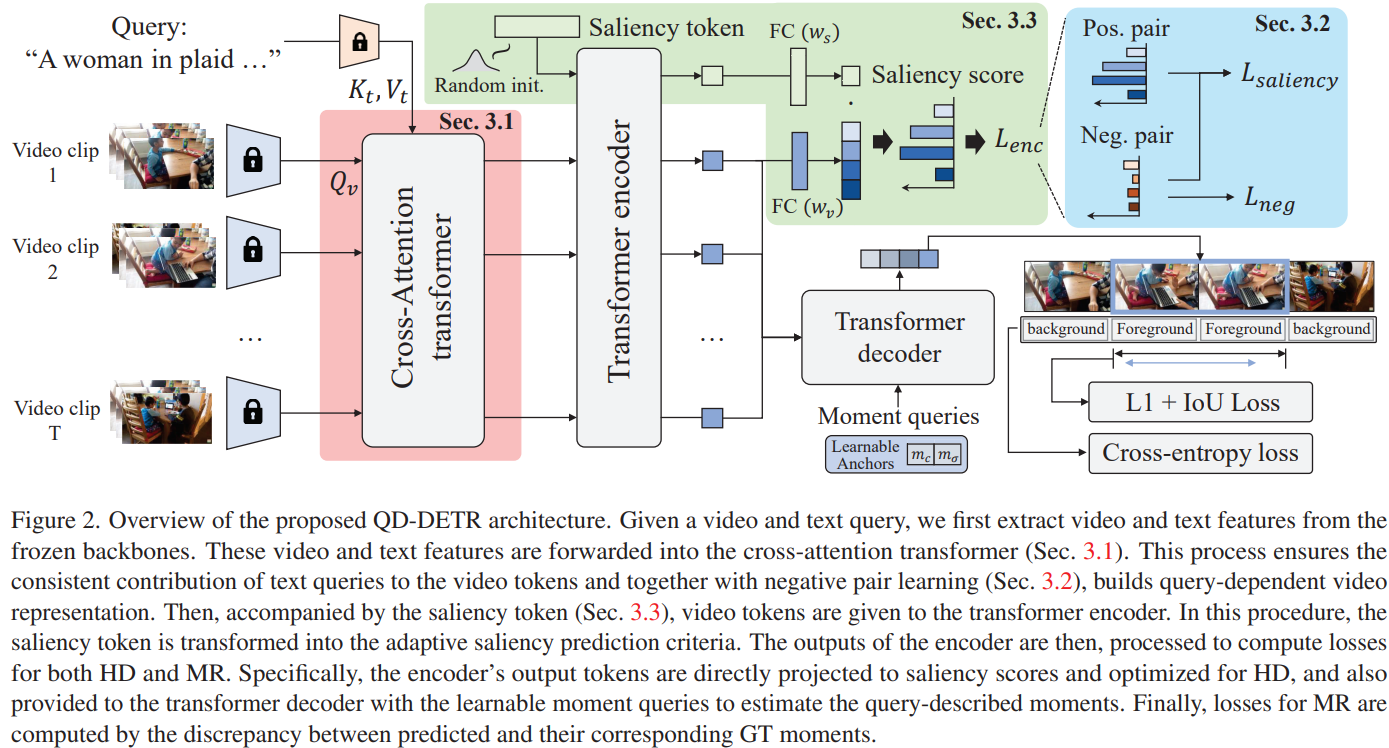 Query:
“A woman in plaid …”
Saliency token
FC (w_s)
Sec. 3.3
Pos. pair
Sec. 3.2
Random init.
K_t, V_t
Saliency score
L_saliency
Sec. 3.1
Video clip
1
Q_v
Cross-Attention
transformer
Transformer encoder
FC (w_v)
L_enc
Neg. pair
L_neg
Video clip
2
…
…
Video clip
T
Transformer
decoder
Moment queries
Learnable
Anchors
m_c m_σ
background Foreground Foreground background
L1 + IoU Loss
Cross-entropy loss
Figure 2. Overview of the proposed QD-DETR architecture. Given a video and text query, we first extract video and text features from the
frozen backbones. These video and text features are forwarded into the cross-attention transformer (Sec. 3.1). This process ensures the
consistent contribution of text queries to the video tokens and together with negative pair learning (Sec. 3.2), builds query-dependent video
representation. Then, accompanied by the saliency token (Sec. 3.3), video tokens are given to the transformer encoder. In this procedure, the
saliency token is transformed into the adaptive saliency prediction criteria. The outputs of the encoder are then, processed to compute losses
for both HD and MR. Specifically, the encoder’s output tokens are directly projected to saliency scores and optimized for HD, and also
provided to the transformer decoder with the learnable moment queries to estimate the query-described moments. Finally, losses for MR are
computed by the discrepancy between predicted and their corresponding GT moments.